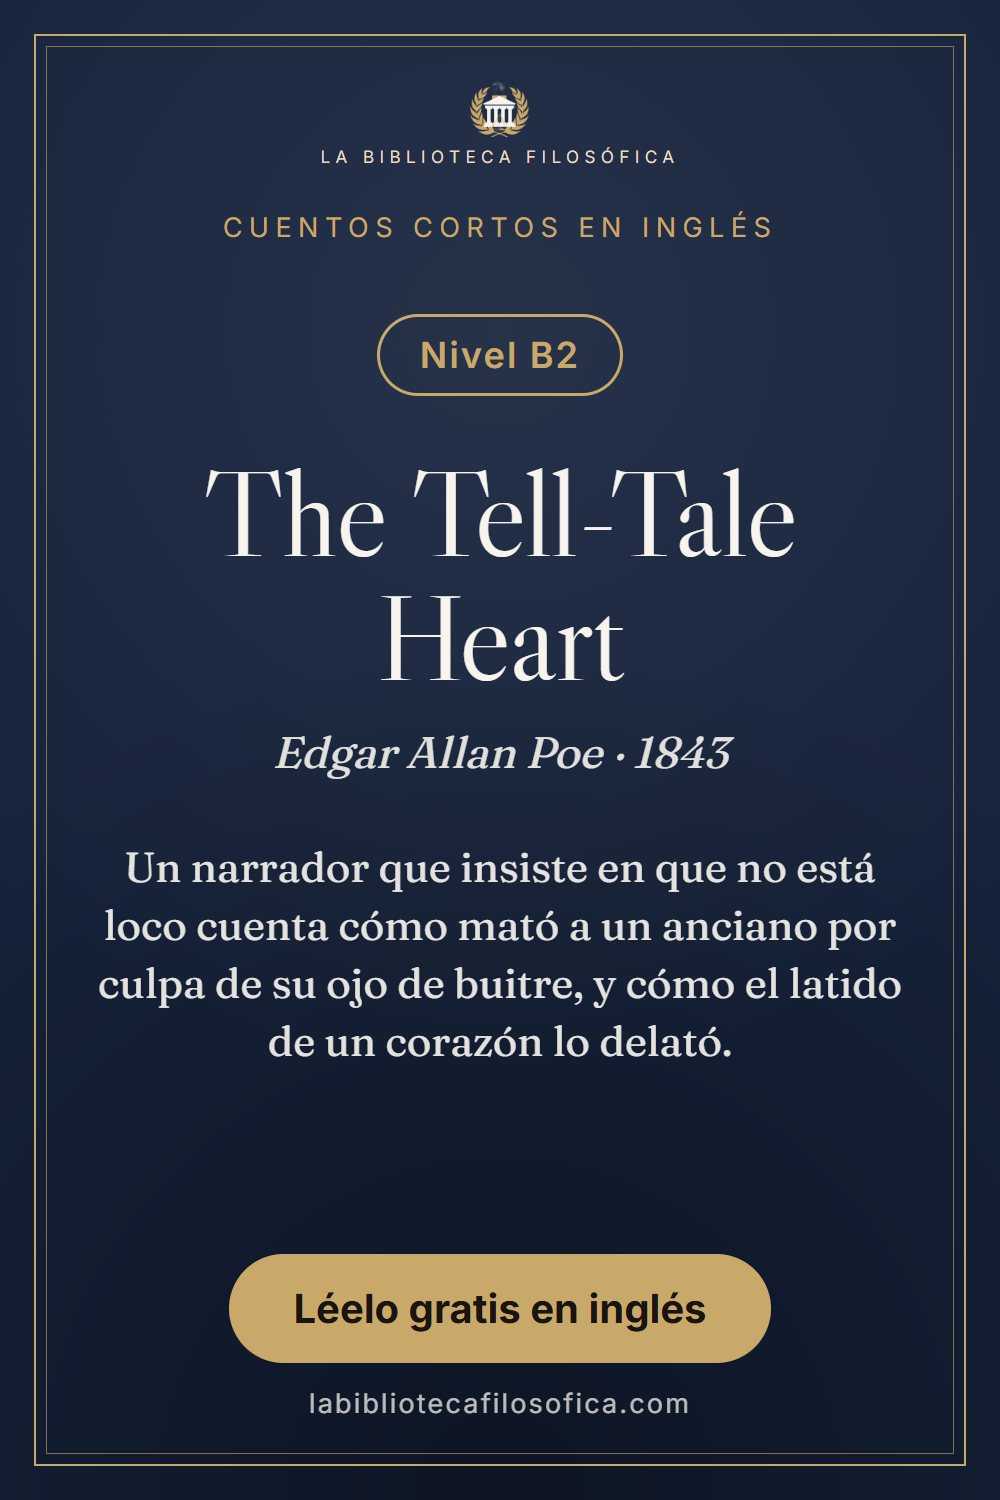 LA BIBLIOTECA FILOSÓFICA
CUENTOS CORTOS EN INGLÉS
Nivel B2
The Tell-Tale
Heart
Edgar Allan Poe · 1843
Un narrador que insiste en que no está
loco cuenta cómo mató a un anciano por
culpa de su ojo de buitre, y cómo el latido
de un corazón lo delató.
Léelo gratis en inglés
labibliotecafilosofica.com